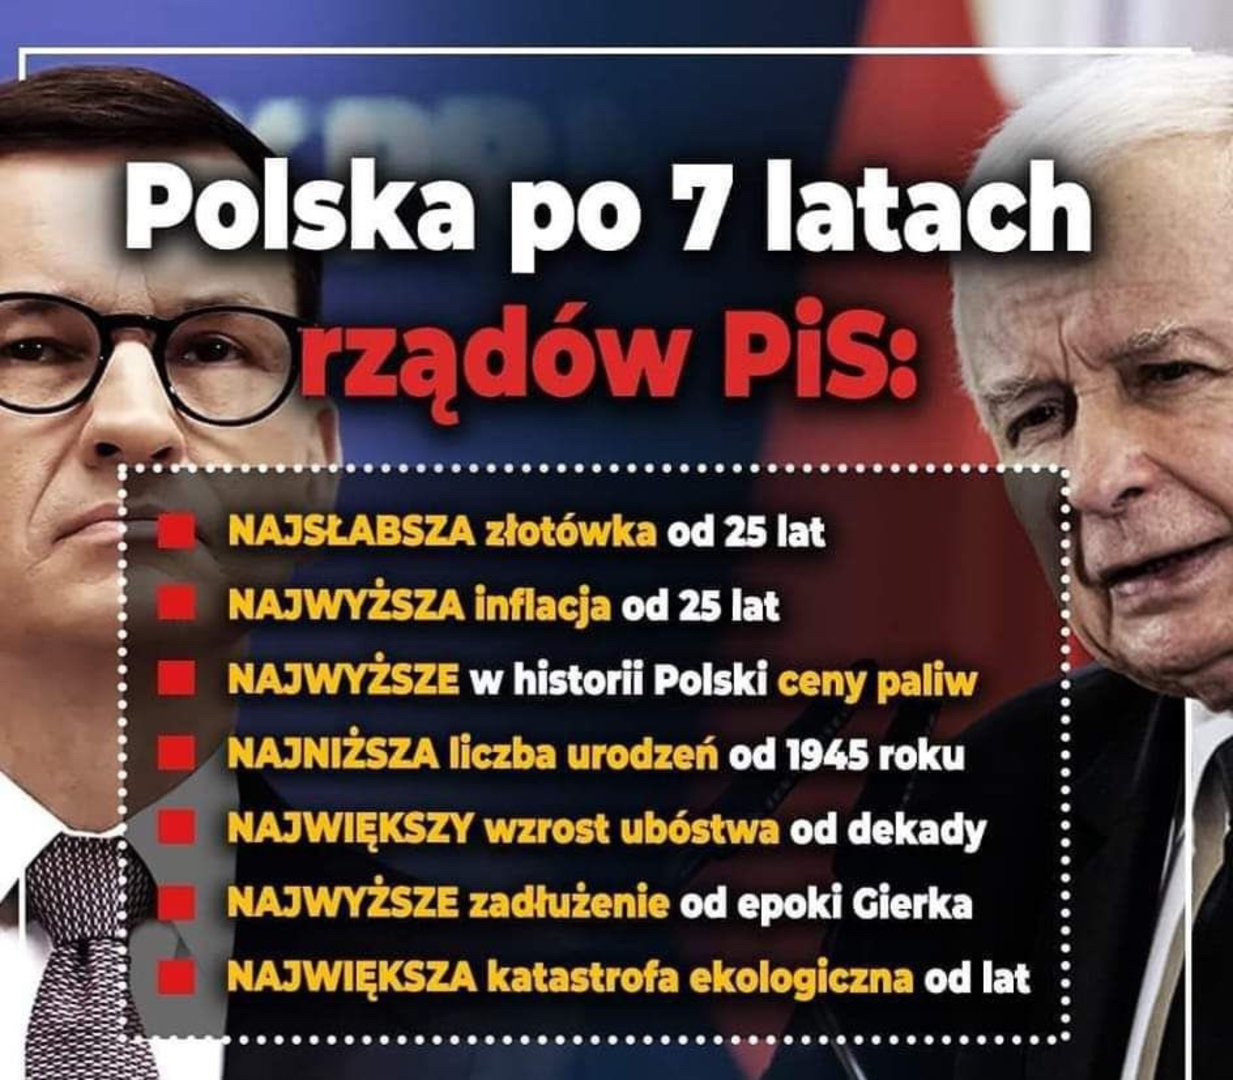 Polska po 7 latach
rządów PiS:
NAJSŁABSZA złotówka od 25 lat
NAJWYŻSZA inflacja od 25 lat
NAJWYŻSZE w historii Polski ceny paliw
NAJNIŻSZA liczba urodzeń od 1945 roku
NAJWIĘKSZY wzrost ubóstwa od dekady
NAJWYŻSZE zadłużenie od epoki Gierka
NAJWIĘKSZA katastrofa ekologiczna od lat